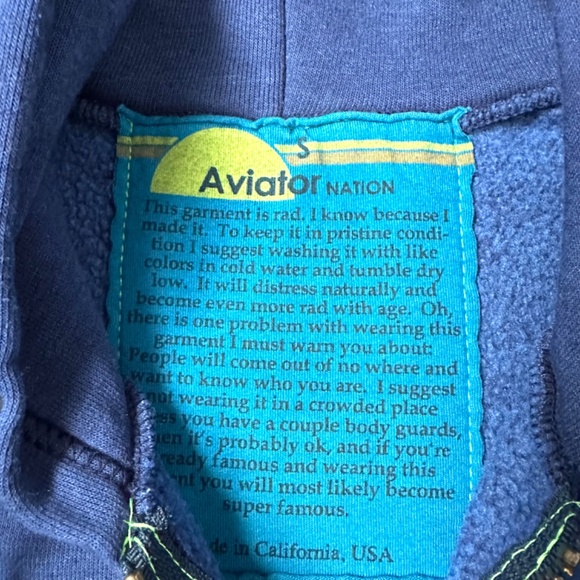 S
Aviator NATION
This garment is rad. I know because I
made it. To keep it in pristine condi-
tion I suggest washing it with like
colors in cold water and tumble dry
low. It will distress naturally and
become even more rad with age. Oh,
there is one problem with wearing this
garment I must warn you about:
People will come out of no where and
want to know who you are. I suggest
not wearing it in a crowded place
you have a couple body guards,
it's probably ok, and if you're
famous and wearing this
you will most likely become
super famous.
in California, USA